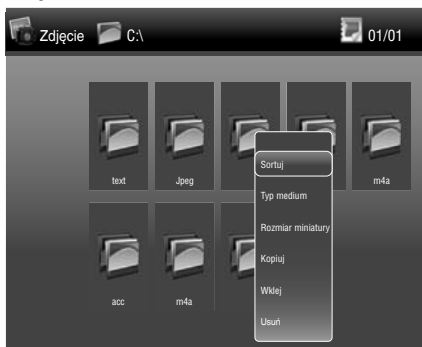 Zdjęcie C:\ 01/01
text Jpeg m4a
Sortuj
Typ medium
Rozmiar miniatury
Kopiuj
Wklej
Usuń
acc m4a